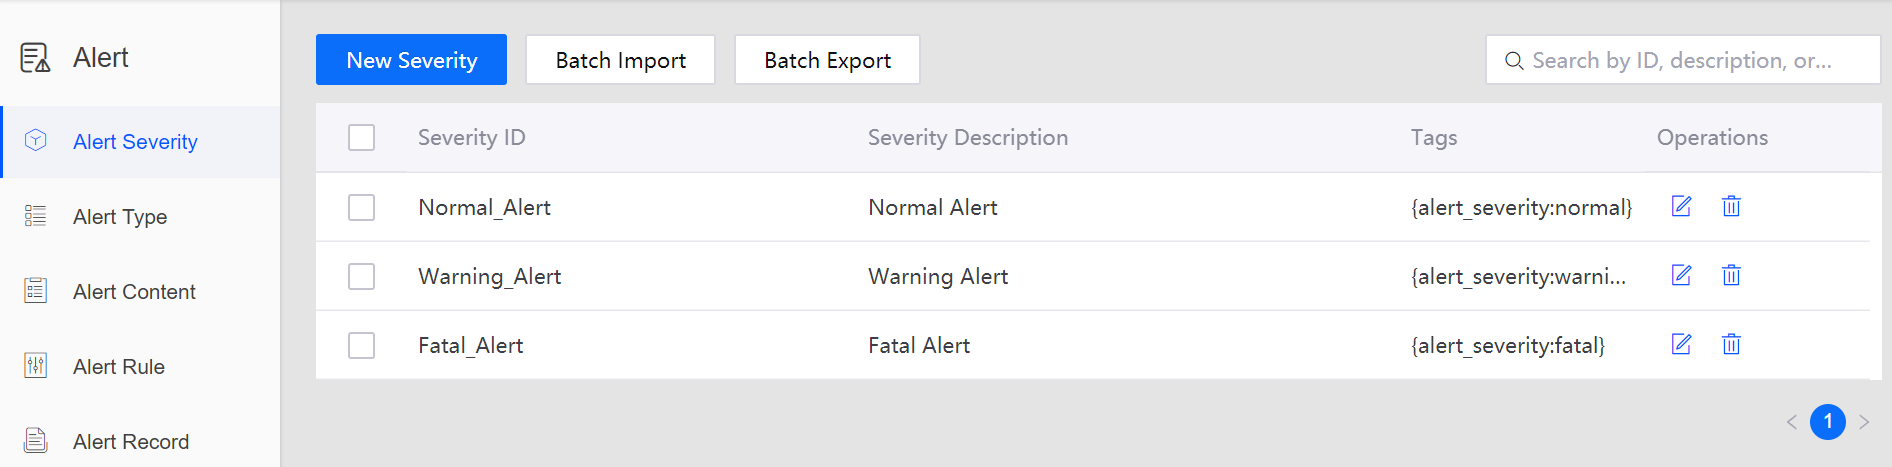 Alert
Alert Severity
Alert Type
Alert Content
Alert Rule
Alert Record
New Severity
Batch Import
Batch Export
Search by ID, description, or...
Severity ID Severity Description Tags Operations
Normal_Alert Normal Alert {alert_severity:normal}
Warning_Alert Warning Alert {alert_severity:warni...
Fatal_Alert Fatal Alert {alert_severity:fatal}
< 1 >